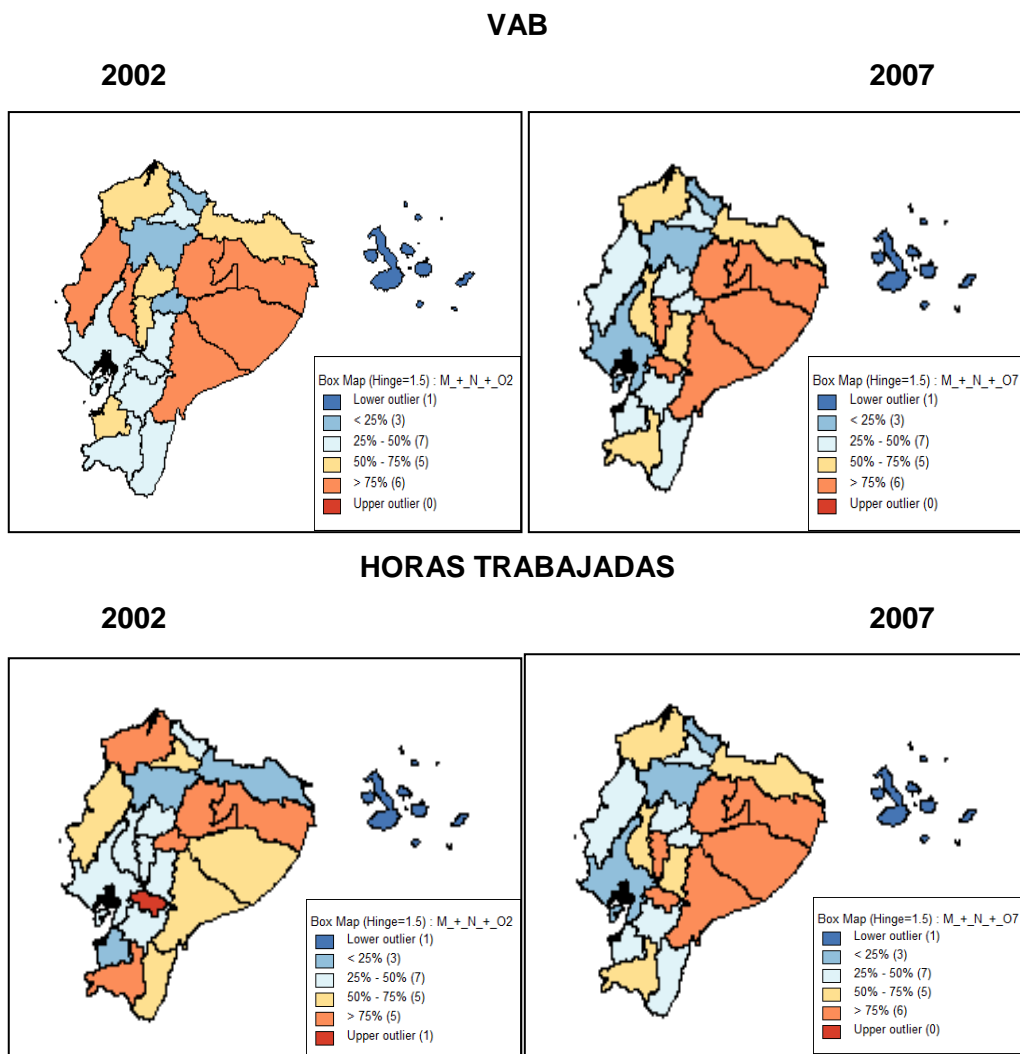 VAB
2002 2007
Box Map (Hinge=1.5) : M_+_N_+_O2
Lower outlier (1)
< 25% (3)
25% - 50% (7)
50% - 75% (5)
> 75% (6)
Upper outlier (0)
Box Map (Hinge=1.5) : M_+_N_+_O7
Lower outlier (1)
< 25% (3)
25% - 50% (7)
50% - 75% (5)
> 75% (6)
Upper outlier (0)
HORAS TRABAJADAS
2002 2007
Box Map (Hinge=1.5) : M_+_N_+_O2
Lower outlier (1)
< 25% (3)
25% - 50% (7)
50% - 75% (5)
> 75% (5)
Upper outlier (1)
Box Map (Hinge=1.5) : M_+_N_+_O7
Lower outlier (1)
< 25% (3)
25% - 50% (7)
50% - 75% (5)
> 75% (6)
Upper outlier (0)